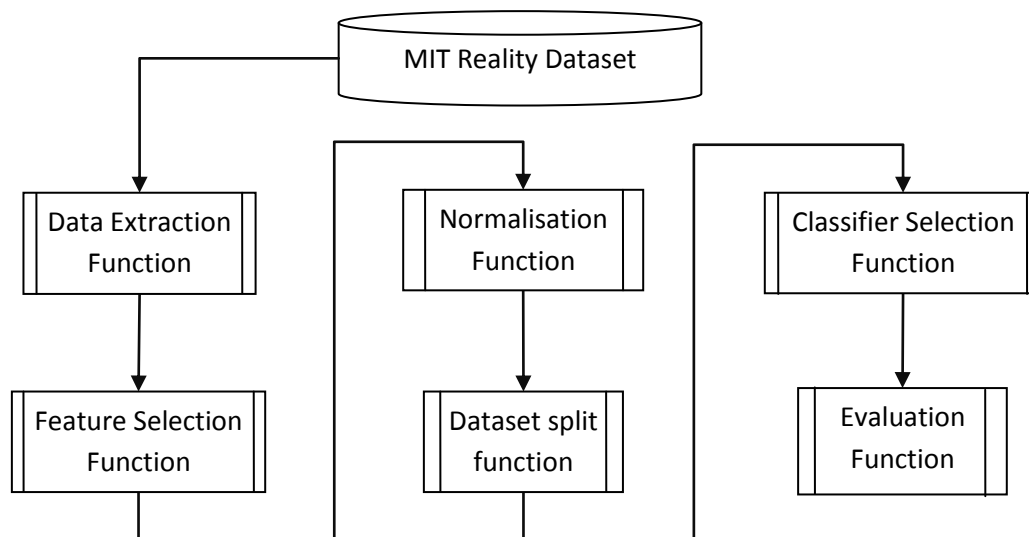 MIT Reality Dataset
Data Extraction
Function
Feature Selection
Function
Normalisation
Function
Dataset split
function
Classifier Selection
Function
Evaluation
Function